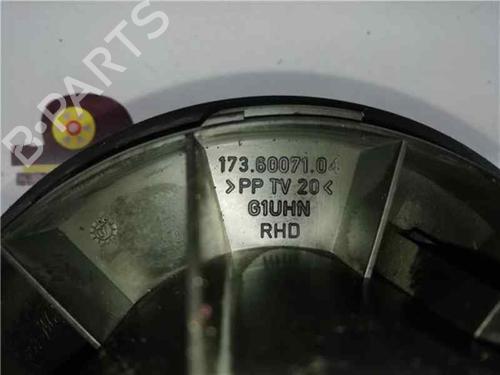 B-PARTS
173.60071.04
>PP TV 20<
G1UHN
RHD